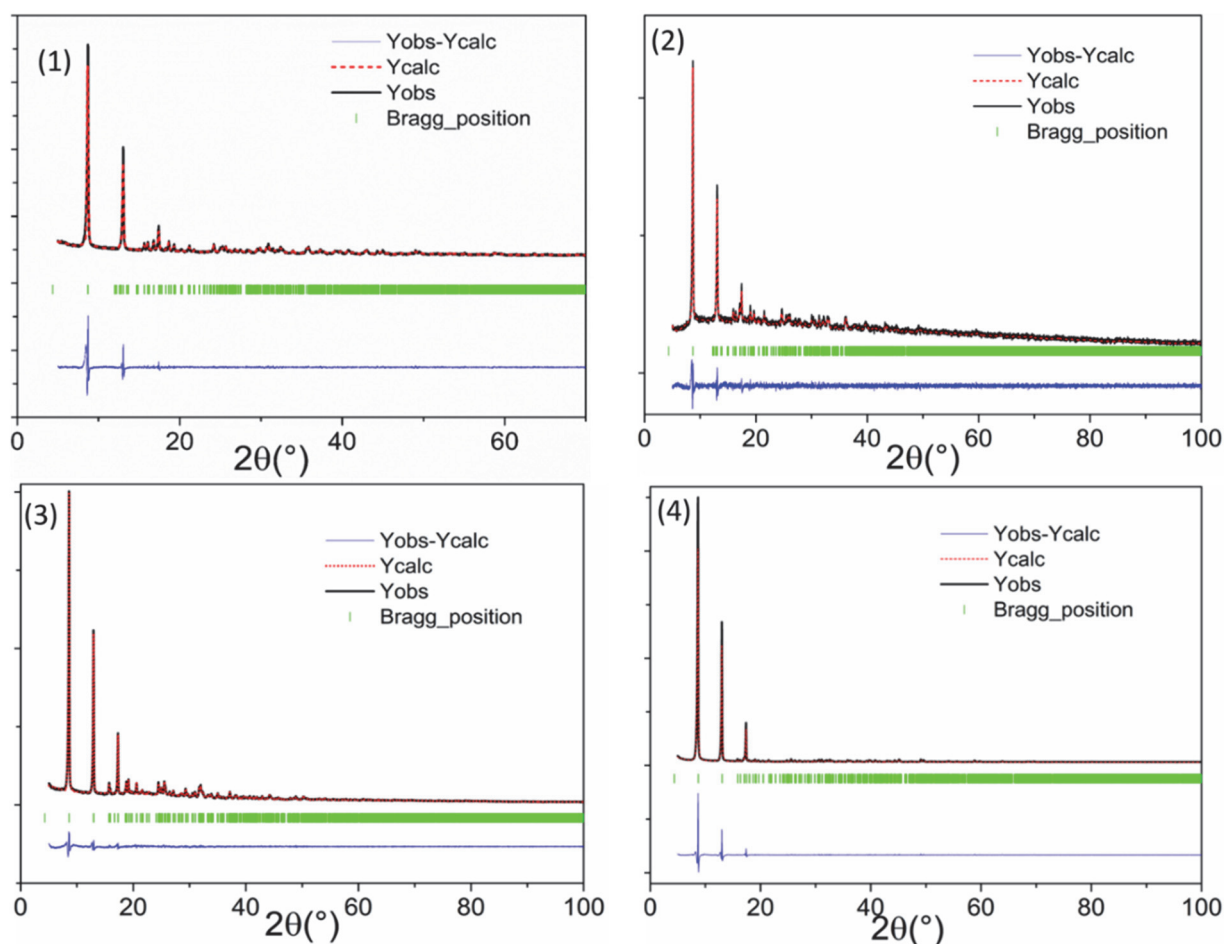 (1)
Yobs-Ycalc
Ycalc
Yobs
Bragg_position
0 20 40 60
2θ(°)
(2)
Yobs-Ycalc
Ycalc
Yobs
Bragg_position
0 20 40 60 80 100
2θ(°)
(3)
Yobs-Ycalc
Ycalc
Yobs
Bragg_position
0 20 40 60 80 100
2θ(°)
(4)
Yobs-Ycalc
Ycalc
Yobs
Bragg_position
0 20 40 60 80 100
2θ(°)